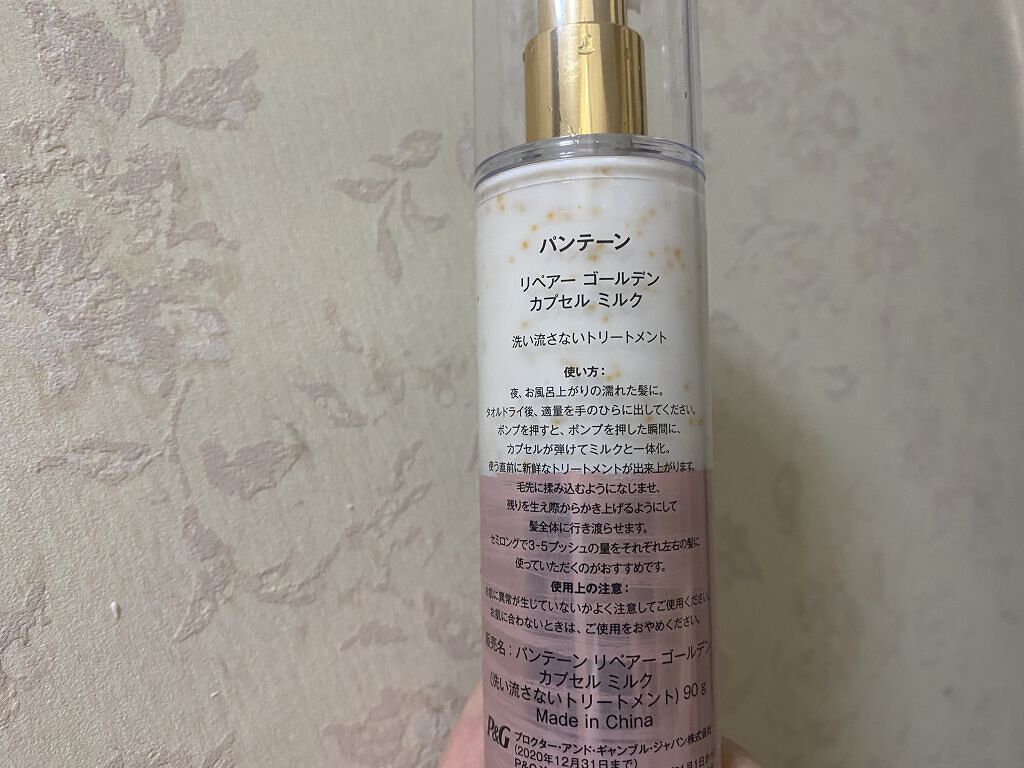 パンテーン
リペアー ゴールデン
カプセル ミルク
洗い流さないトリートメント
使い方：
夜、お風呂上がりの濡れた髪に。
タオルドライ後、適量を手のひらに出してください。
ポンプを押すと、ポンプを押した瞬間に、
カプセルが弾けてミルクと一体化。
使う直前に新鮮なトリートメントが出来上がります。
毛先に揉み込むようになじませ、
残りを生え際からかき上げるようにして
髪全体に行き渡らせます。
セミロングで3-5プッシュの量をそれぞれ左右の髪に
使っていただくのがおすすめです。
使用上の注意：
お肌に異常が生じていないかよく注意してご使用ください。
お肌に合わないときは、ご使用をおやめください。
販売名：パンテーン リペアー ゴールデン
カプセル ミルク
(洗い流さないトリートメント) 90 g
Made in China
P&G プロクター・アンド・ギャンブル・ジャパン株式会社
(2020年12月31日まで)